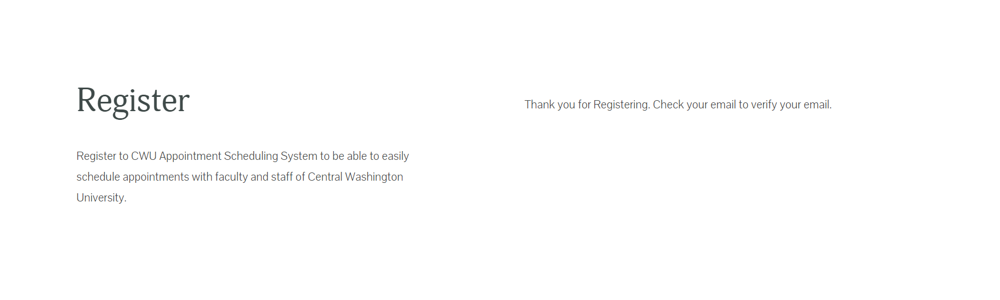 Register
Register to CWU Appointment Scheduling System to be able to easily
schedule appointments with faculty and staff of Central Washington
University.
Thank you for Registering. Check your email to verify your email.